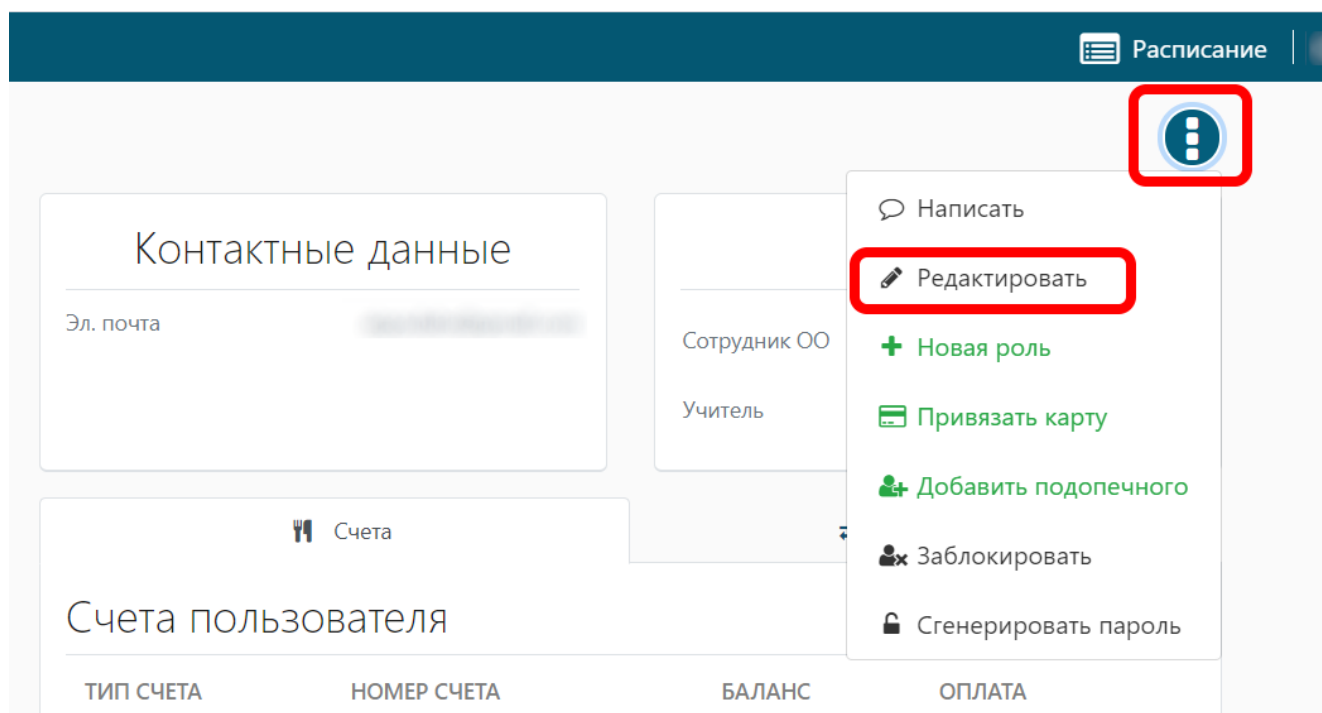 Расписание
Контактные данные
Эл. почта
Сотрудник ОО
Учитель
Написать
Редактировать
Новая роль
Привязать карту
Добавить подопечного
Заблокировать
Сгенерировать пароль
Счета
Счета пользователя
ТИП СЧЕТА НОМЕР СЧЕТА БАЛАНС ОПЛАТА